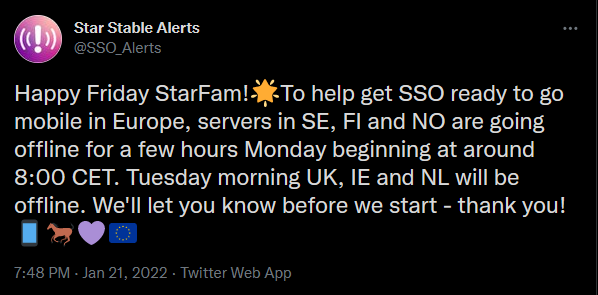 Star Stable Alerts
@SSO_Alerts
Happy Friday StarFam!🌟To help get SSO ready to go
mobile in Europe, servers in SE, FI and NO are going
offline for a few hours Monday beginning at around
8:00 CET. Tuesday morning UK, IE and NL will be
offline. We'll let you know before we start - thank you!
📱🐎💜🇪🇺
7:48 PM · Jan 21, 2022 · Twitter Web App